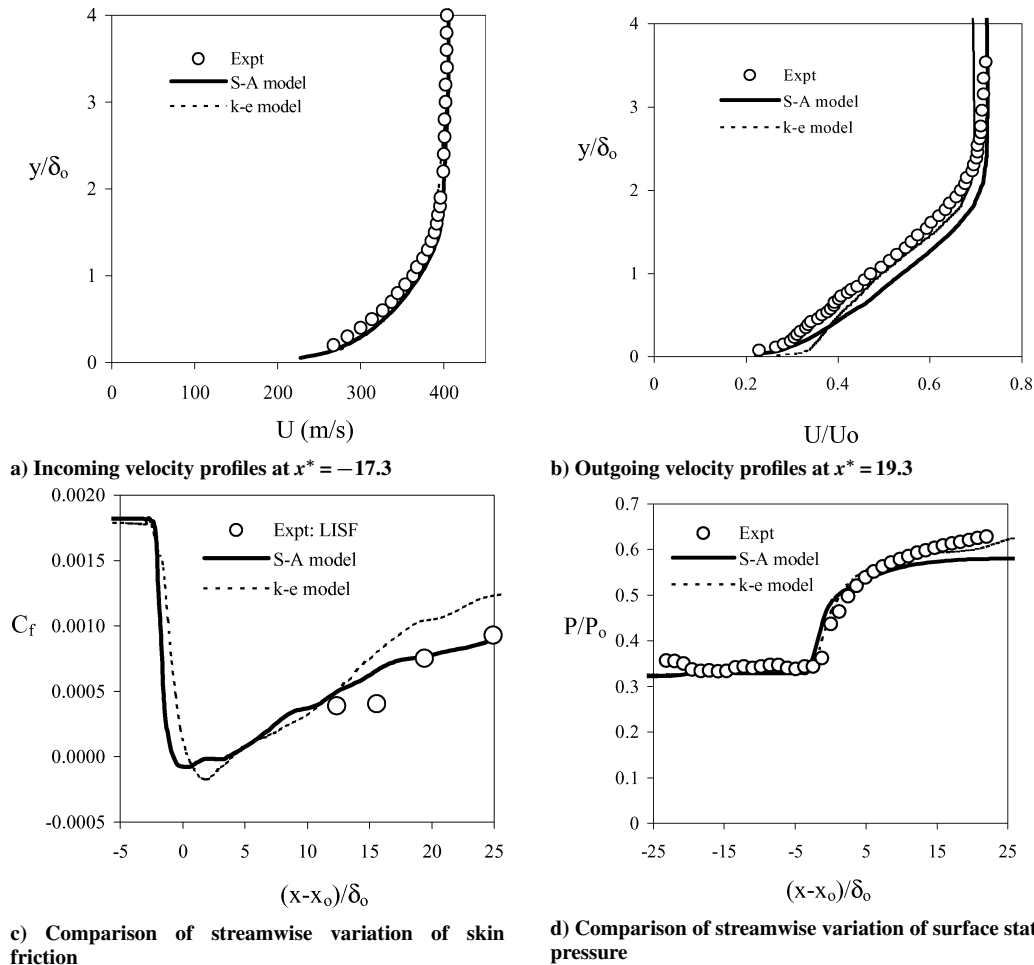 4
3
2
1
0
y/δo
Expt
S-A model
k-e model
0 100 200 300 400
U (m/s)
a) Incoming velocity profiles at x* = −17.3
4
3
2
1
0
y/δo
Expt
S-A model
k-e model
0 0.2 0.4 0.6 0.8
U/Uo
b) Outgoing velocity profiles at x* = 19.3
0.0020
0.0015
0.0010
0.0005
0.0000
-0.0005
Cf
Expt: LISF
S-A model
k-e model
-5 0 5 10 15 20 25
(x-xo)/δo
c) Comparison of streamwise variation of skin
friction
0.7
0.6
0.5
0.4
0.3
0.2
0.1
0
P/Po
Expt
S-A model
k-e model
-25 -15 -5 5 15 25
(x-xo)/δo
d) Comparison of streamwise variation of surface stat
pressure